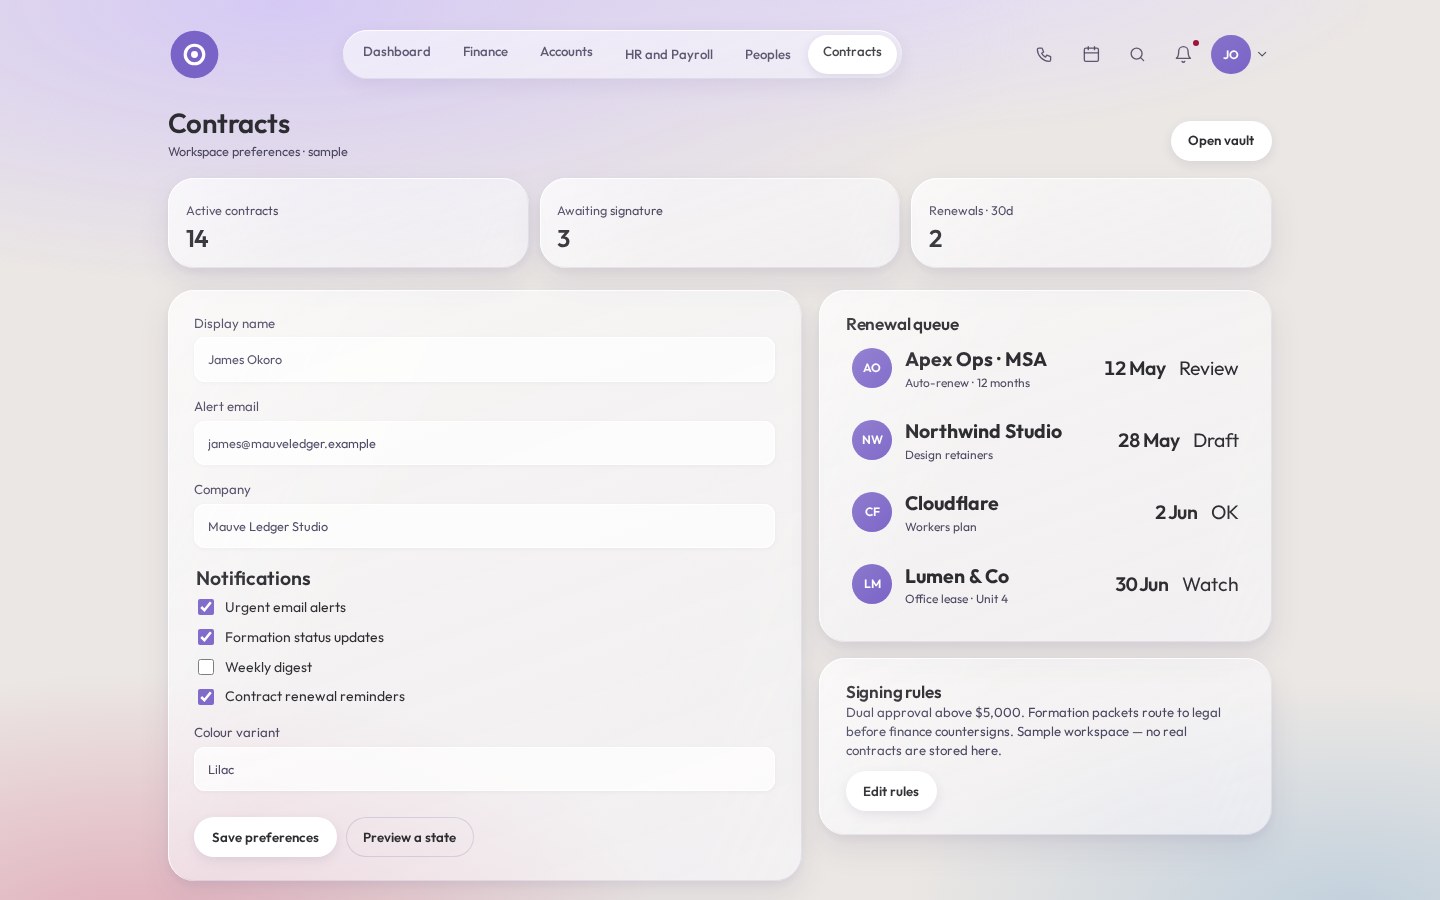 Dashboard
Finance
Accounts
HR and Payroll
Peoples
Contracts
JO
Contracts
Workspace preferences · sample
Open vault
Active contracts
14
Awaiting signature
3
Renewals · 30d
2
Display name
James Okoro
Alert email
james@mauveledger.example
Company
Mauve Ledger Studio
Notifications
Urgent email alerts
Formation status updates
Weekly digest
Contract renewal reminders
Colour variant
Lilac
Save preferences
Preview a state
Renewal queue
AO
Apex Ops · MSA
Auto-renew · 12 months
12 May
Review
NW
Northwind Studio
Design retainers
28 May
Draft
CF
Cloudflare
Workers plan
2 Jun
OK
LM
Lumen & Co
Office lease · Unit 4
30 Jun
Watch
Signing rules
Dual approval above $5,000. Formation packets route to legal
before finance countersigns. Sample workspace — no real
contracts are stored here.
Edit rules